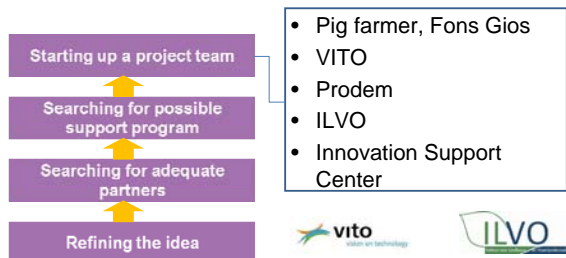 Starting up a project team
Searching for possible
support program
Searching for adequate
partners
Refining the idea
• Pig farmer, Fons Gios
• VITO
• Prodem
• ILVO
• Innovation Support
Center
vito
vision on technology
ILVO